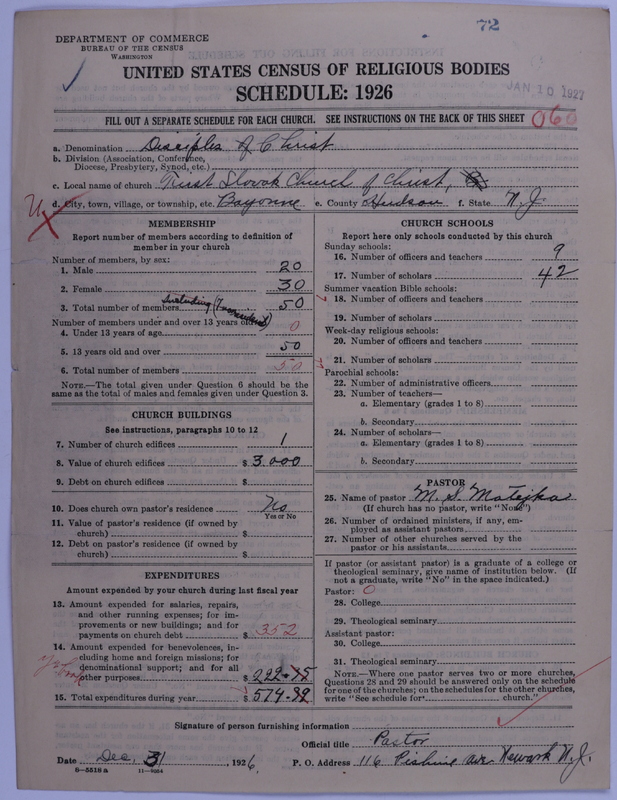 72
DEPARTMENT OF COMMERCE
BUREAU OF THE CENSUS
WASHINGTON
UNITED STATES CENSUS OF RELIGIOUS BODIES
SCHEDULE: 1926
JAN 10 1927
FILL OUT A SEPARATE SCHEDULE FOR EACH CHURCH. SEE INSTRUCTIONS ON THE BACK OF THIS SHEET
060
a. Denomination Disciples of Christ
b. Division (Association, Conference, Diocese, Presbytery, Synod, etc.)
c. Local name of church First Slovak Church of Christ,
d. City, town, village, or township, etc. Bayonne e. County Hudson f. State N.J.
MEMBERSHIP
Report number of members according to definition of member in your church
Number of members, by sex:
1. Male 20
2. Female 30
3. Total number of members including 50
Number of members under and over 13 years old: 0
4. Under 13 years of age
5. 13 years old and over 50
6. Total number of members 50
NOTE.—The total given under Question 6 should be the same as the total of males and females given under Question 3.
CHURCH BUILDINGS
See instructions, paragraphs 10 to 12
7. Number of church edifices 1
8. Value of church edifices $ 3.000
9. Debt on church edifices $
10. Does church own pastor's residence No
Yes or No
11. Value of pastor's residence (if owned by church) $
12. Debt on pastor's residence (if owned by church) $
EXPENDITURES
Amount expended by your church during last fiscal year
13. Amount expended for salaries, repairs, and other running expenses; for improvements or new buildings; and for payments on church debt $ 352
14. Amount expended for benevolences, including home and foreign missions; for denominational support; and for all other purposes $ 222.
15. Total expenditures during year $ 574.
CHURCH SCHOOLS
Report here only schools conducted by this church
Sunday schools:
16. Number of officers and teachers 9
17. Number of scholars 42
Summer vacation Bible schools:
18. Number of officers and teachers
19. Number of scholars
Week-day religious schools:
20. Number of officers and teachers
21. Number of scholars
Parochial schools:
22. Number of administrative officers
23. Number of teachers—
a. Elementary (grades 1 to 8)
b. Secondary
24. Number of scholars—
a. Elementary (grades 1 to 8)
b. Secondary
PASTOR
25. Name of pastor M. S. Matejka
(If church has no pastor, write "None")
26. Number of ordained ministers, if any, employed as assistant pastors
27. Number of other churches served by the pastor or his assistants
If pastor (or assistant pastor) is a graduate of a college or theological seminary, give name of institution below. (If not a graduate, write "No" in the space indicated.)
Pastor: 0
28. College
29. Theological seminary
Assistant pastor:
30. College
31. Theological seminary
NOTE.—Where one pastor serves two or more churches, Questions 28 and 29 should be answered only on the schedule for one of the churches; on the schedules for the other churches, write "See schedule for church."
Signature of person furnishing information
Official title Pastor
Date Dec. 31, 1926 P. O. Address 116 Peshine Ave. Newark N.J.
8—5518 a 11—9054